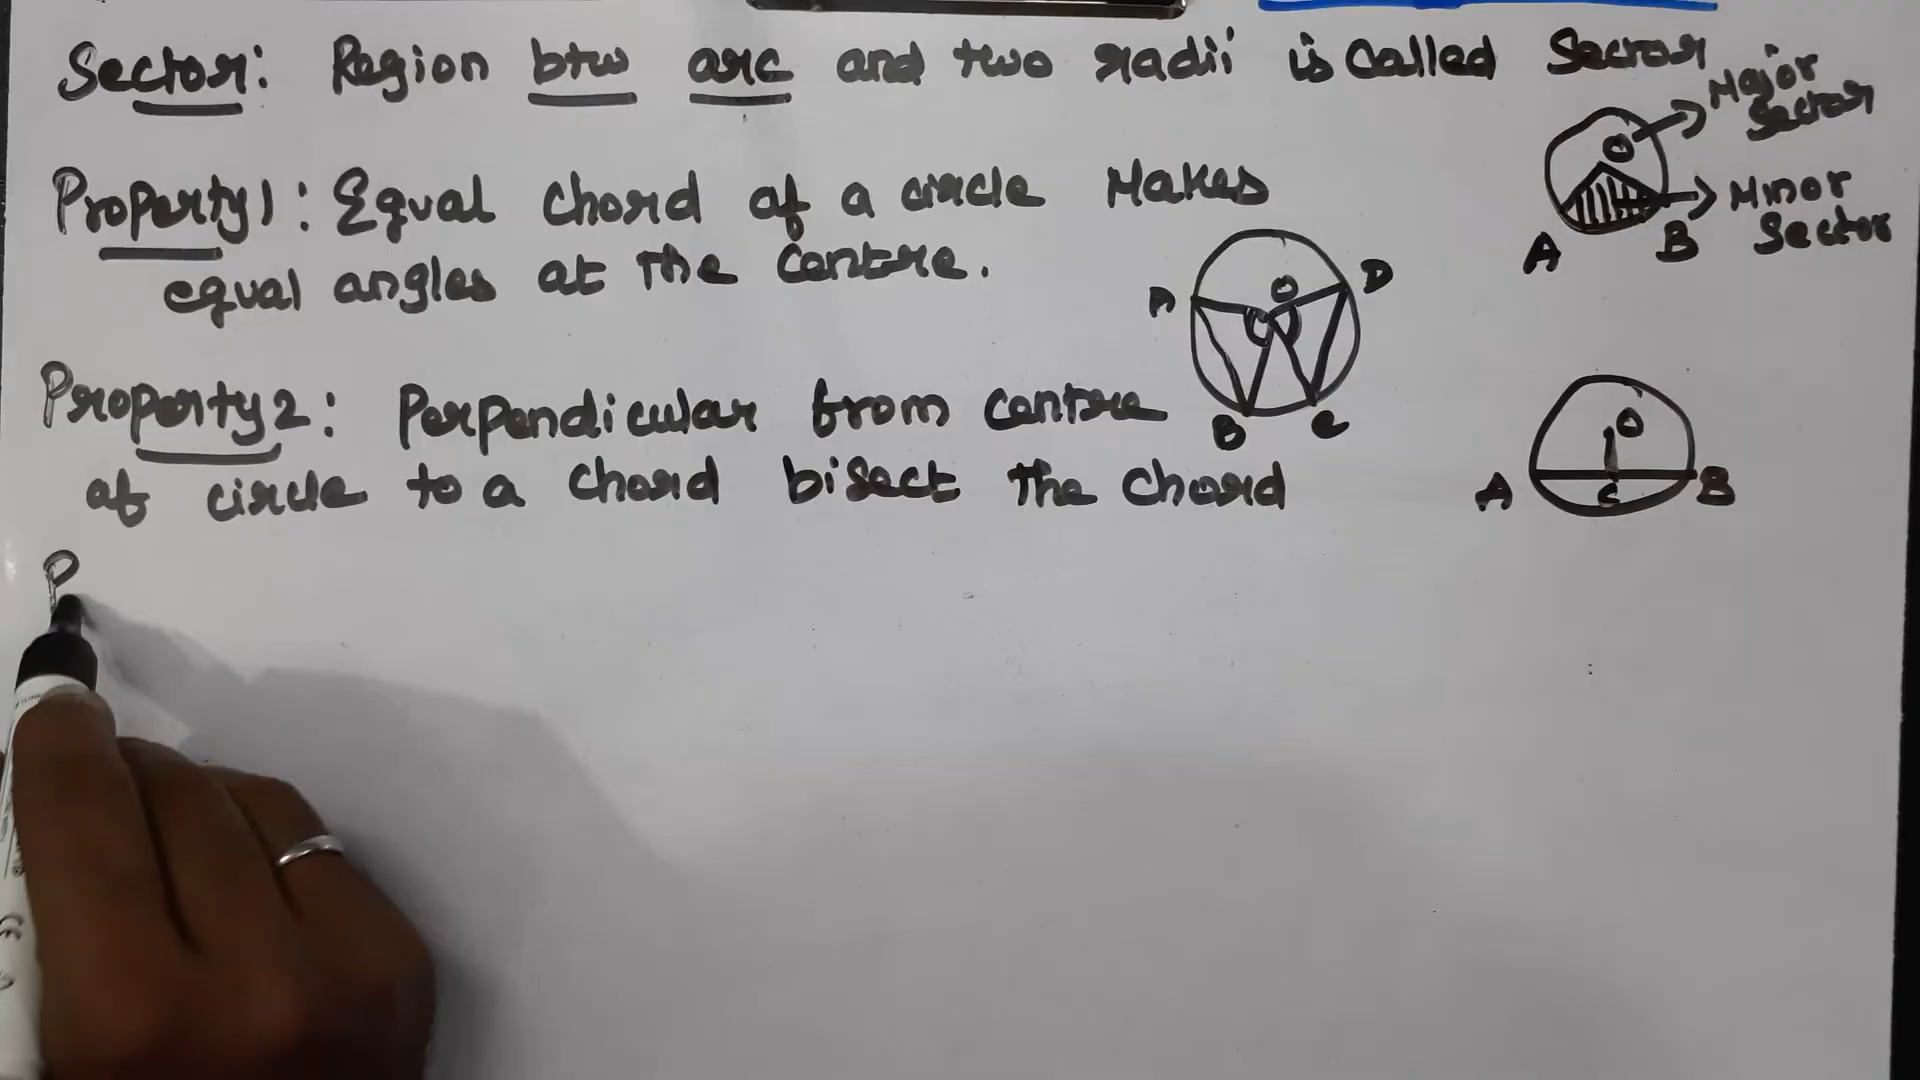 Sector: Region btw arc and two radii is called Sector
Major
Sector
Minor
Sector
O
A
B
Property 1: Equal chord of a circle Makes
equal angles at the centre.
A
O
D
B
C
Property 2: Perpendicular from centre
of circle to a chord bisect the chord
O
A
C
B
P